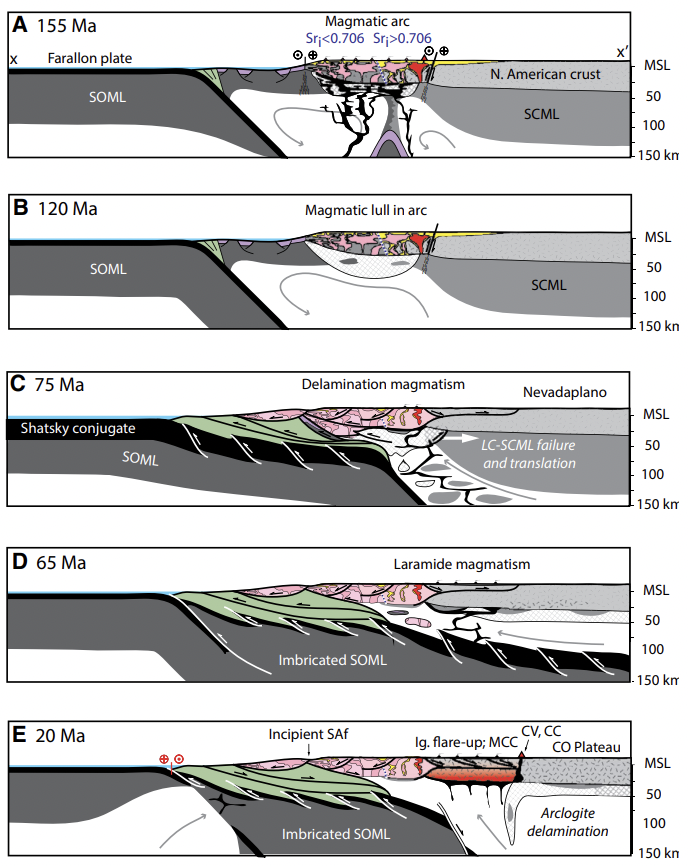 A 155 Ma
Magmatic arc
Sri<0.706 Sri>0.706
x
Farallon plate
x'
MSL
N. American crust
SOML
SCML
50
100
150 km
B 120 Ma
Magmatic lull in arc
MSL
SOML
50
SCML
100
150 km
C 75 Ma
Delamination magmatism
Nevadaplano
MSL
Shatsky conjugate
LC-SCML failure
and translation
50
SOML
100
150 km
D 65 Ma
Laramide magmatism
MSL
50
100
Imbricated SOML
150 km
E 20 Ma
Incipient SAf
Ig. flare-up; MCC
CV, CC
CO Plateau
MSL
50
Arclogite
delamination
100
Imbricated SOML
150 km